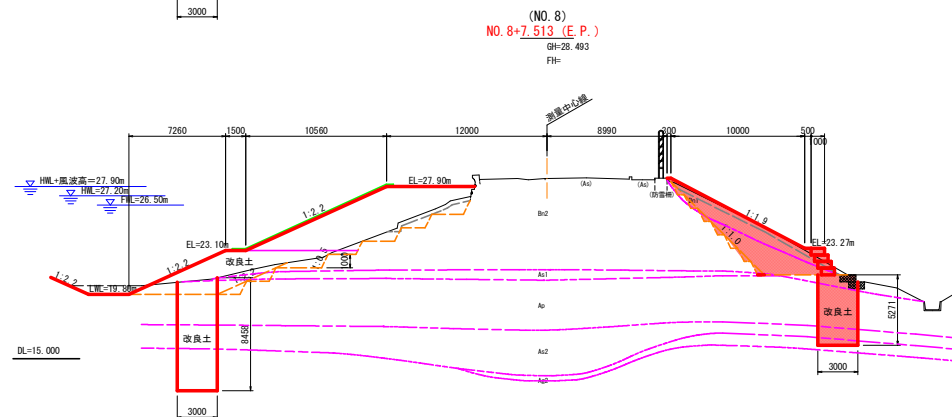 3000
(NO.8)
NO.8+7.513 (E.P.)
GH=28.493
FH=
測量中心線
7260
1500
10560
12000
8990
300
10000
500
1000
HWL+風波高=27.90m
HWL=27.20m
FWL=26.50m
EL=27.90m
(As)
(As)
(防雪柵)
Bn2
1:2.2
1:1.9
1:1.0
EL=23.10m
EL=23.27m
改良土
1:0.5
1000
1:2.2
1:2.2
LWL=19.80m
As1
Ap
改良土
8458
改良土
5271
As2
DL=15.000
Ag2
3000
3000